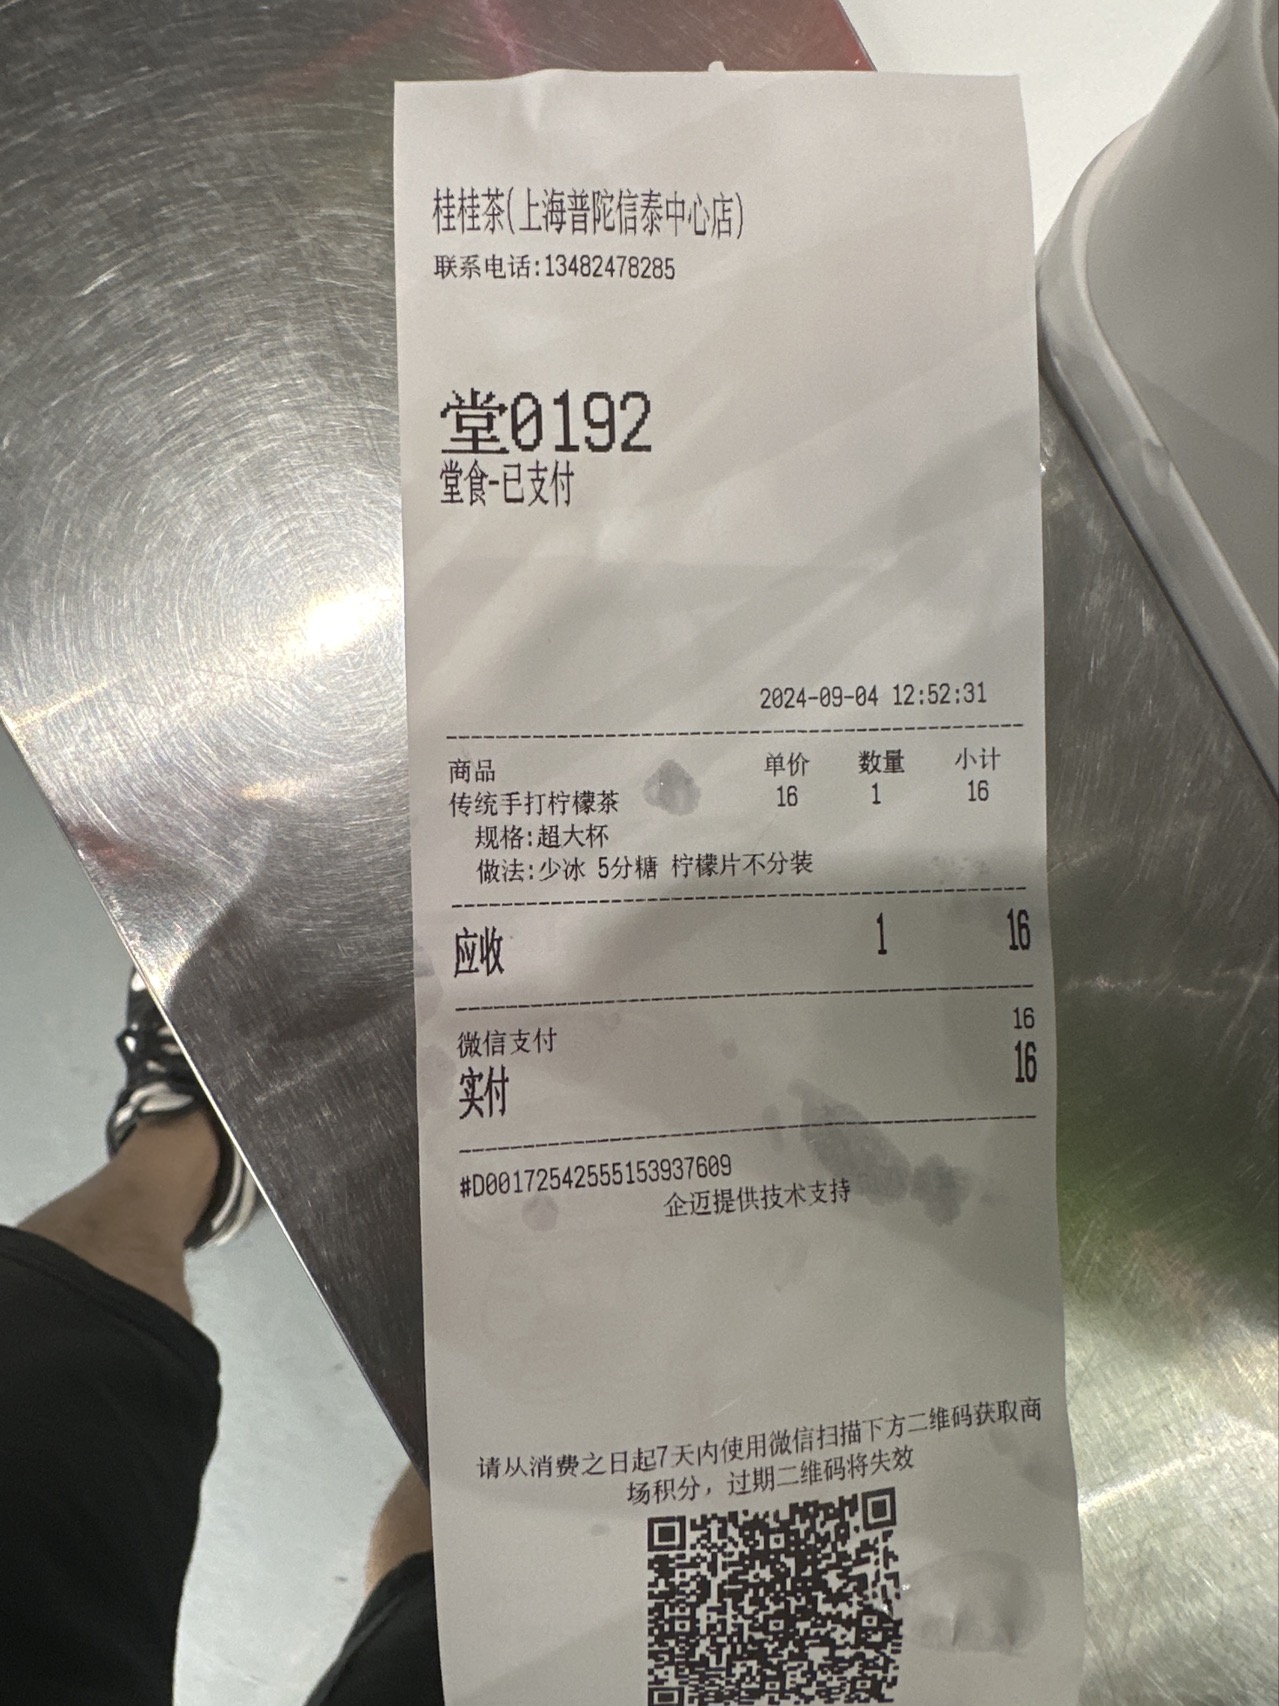 桂桂茶(上海普陀信泰中心店)
联系电话:13482478285
堂0192
堂食-已支付
2024-09-04 12:52:31
商品 单价 数量 小计
传统手打柠檬茶 16 1 16
规格:超大杯
做法:少冰 5分糖 柠檬片不分装
应收 1 16
微信支付 16
实付 16
#D001725425555153937609
企迈提供技术支持
请从消费之日起7天内使用微信扫描下方二维码获取商
场积分，过期二维码将失效